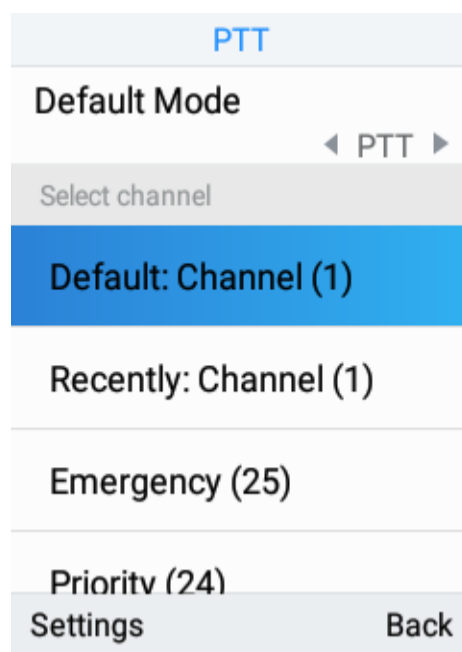 PTT
Default Mode
PTT
Select channel
Default: Channel (1)
Recently: Channel (1)
Emergency (25)
Priority (24)
Settings Back